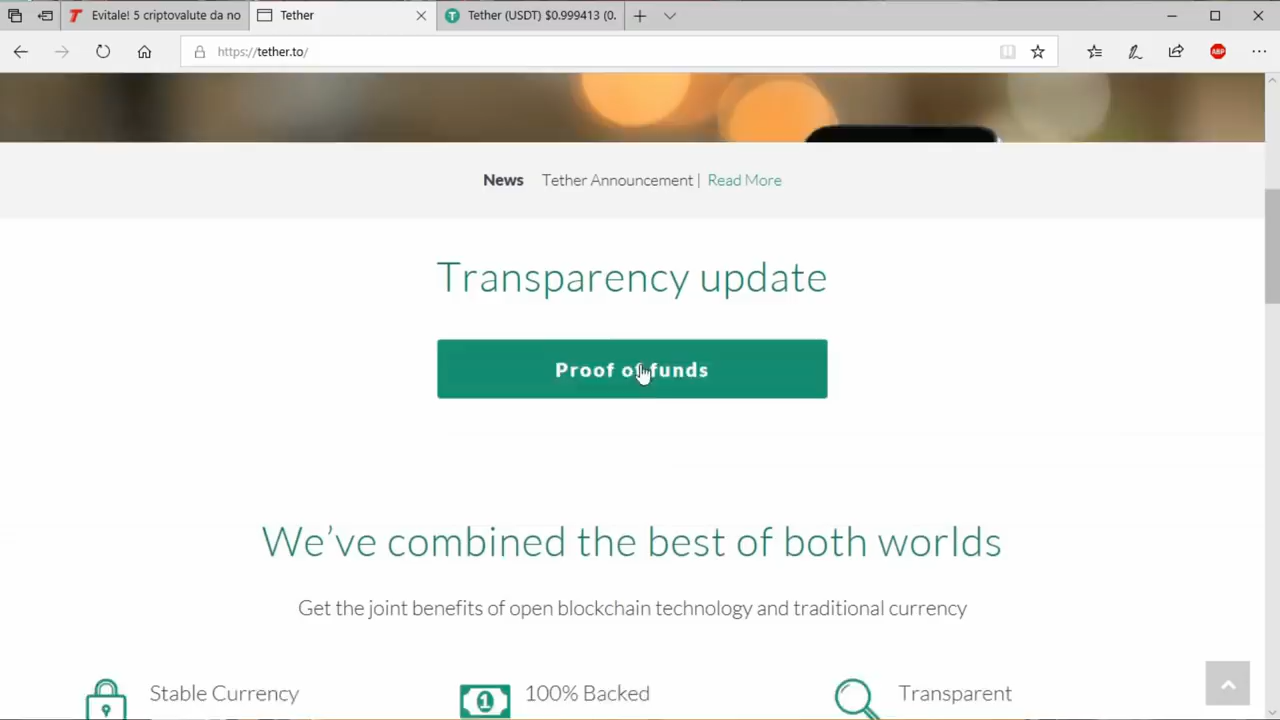 Evitale! 5 criptovalute da no
Tether
Tether (USDT) $0.999413 (0.
https://tether.to/
ABP
News Tether Announcement | Read More
Transparency update
Proof of funds
We've combined the best of both worlds
Get the joint benefits of open blockchain technology and traditional currency
Stable Currency
100% Backed
Transparent